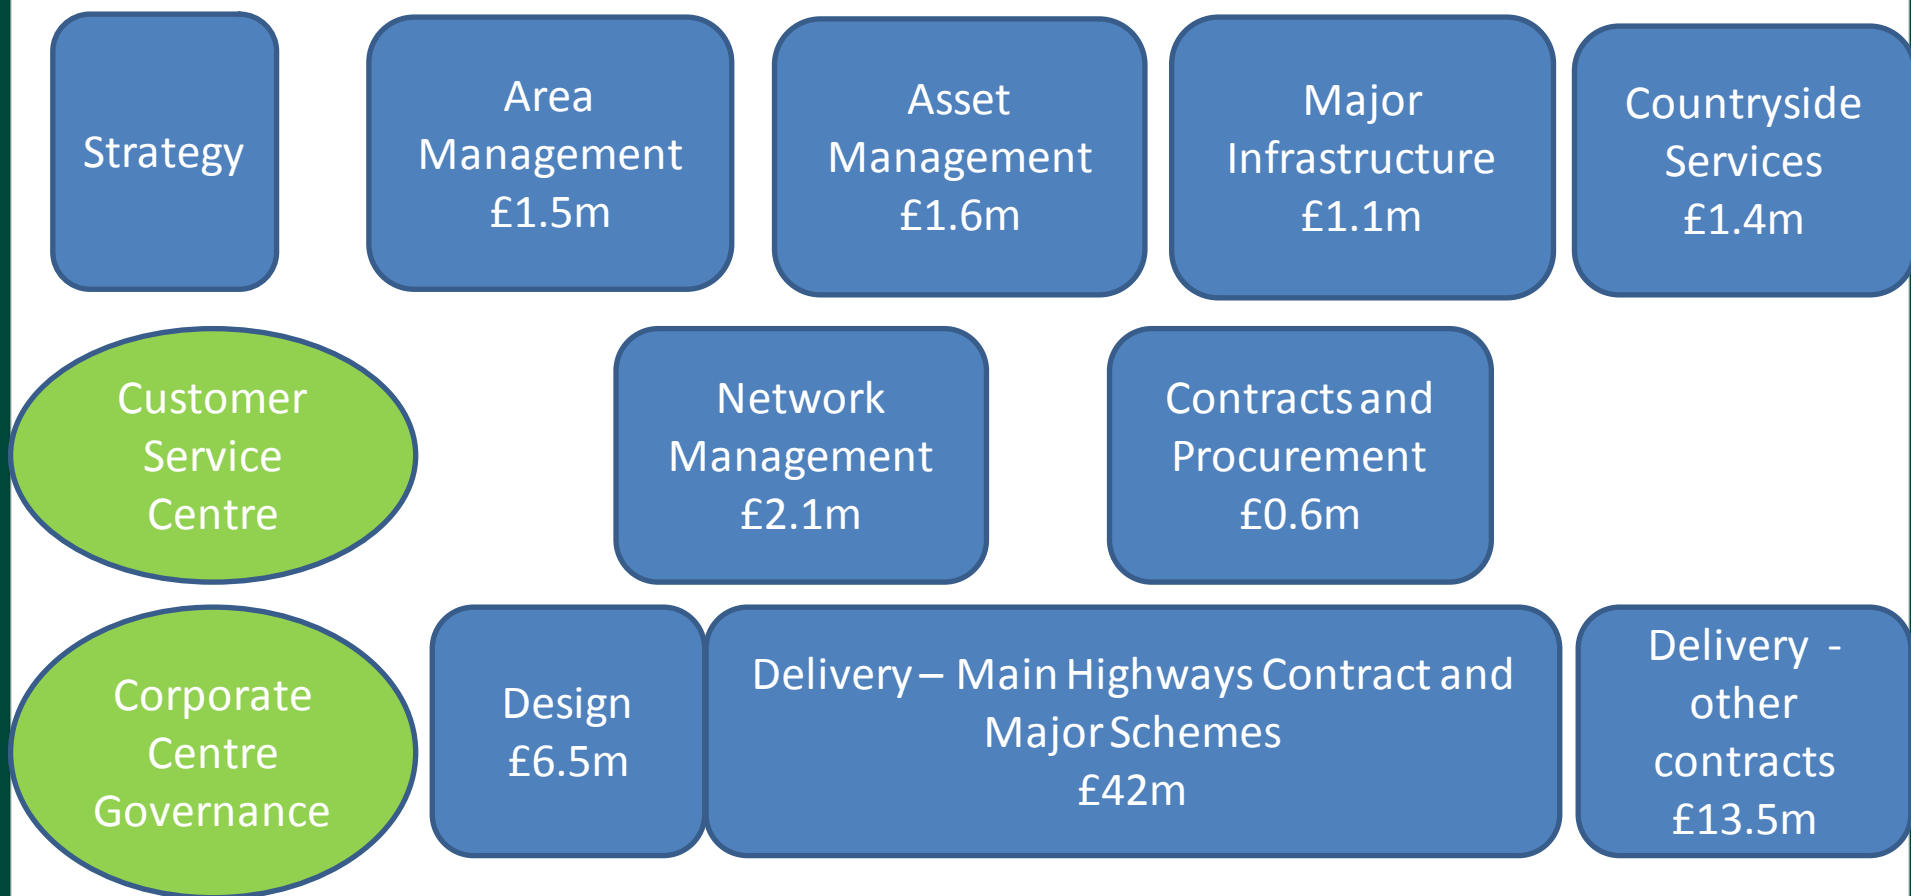 Strategy
Area
Management
£1.5m
Asset
Management
£1.6m
Major
Infrastructure
£1.1m
Countryside
Services
£1.4m
Customer
Service
Centre
Network
Management
£2.1m
Contracts and
Procurement
£0.6m
Corporate
Centre
Governance
Design
£6.5m
Delivery – Main Highways Contract and
Major Schemes
£42m
Delivery -
other
contracts
£13.5m